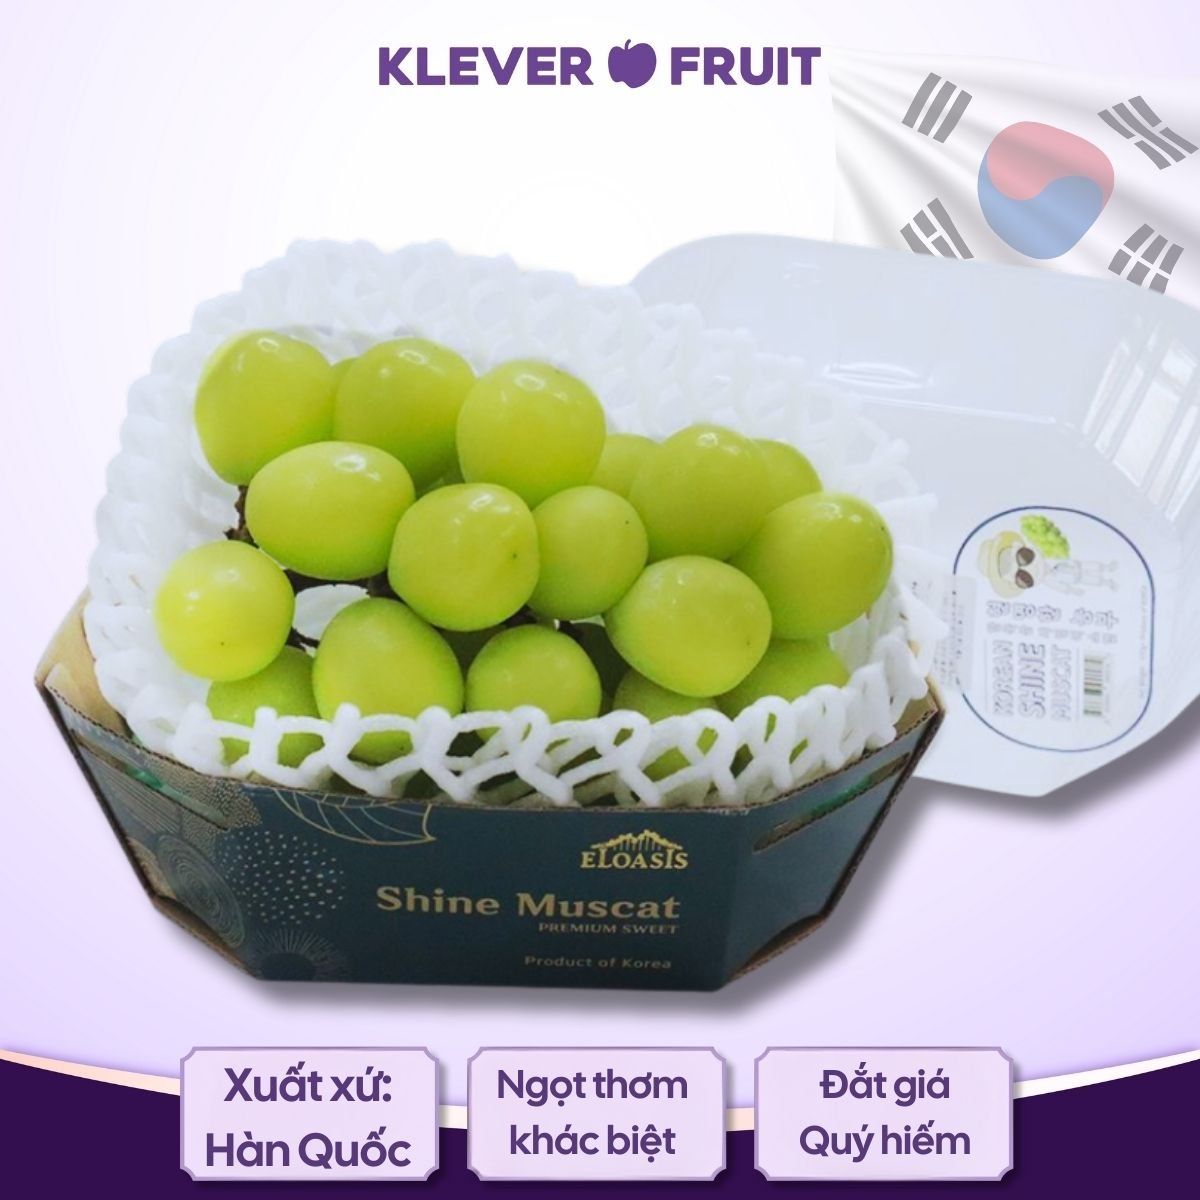 KLEVER FRUIT
KOREAN
SHINE
MUSCAT
ELOASIS
Shine Muscat
PREMIUM SWEET
Product of Korea
Xuất xứ:
Hàn Quốc
Ngọt thơm
khác biệt
Đắt giá
Quý hiếm